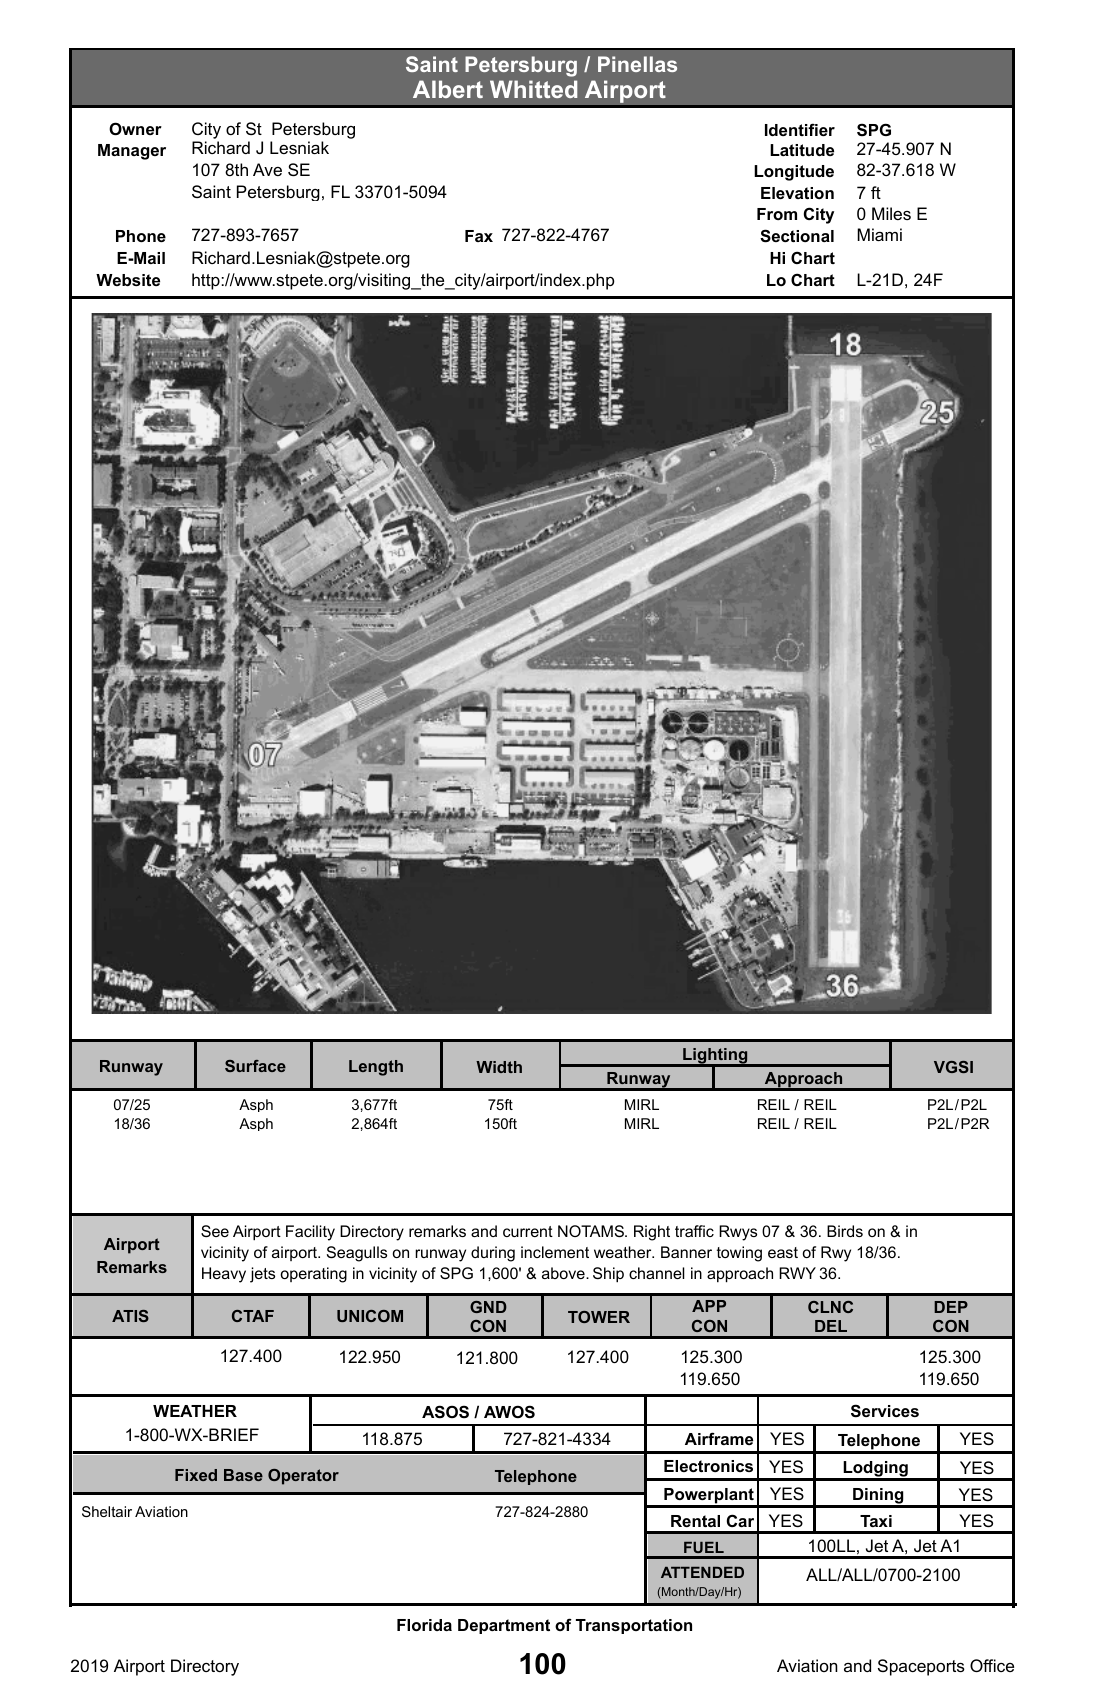 Saint Petersburg / Pinellas
Albert Whitted Airport
Owner City of St Petersburg
Manager Richard J Lesniak
107 8th Ave SE
Saint Petersburg, FL 33701-5094
Phone 727-893-7657 Fax 727-822-4767
E-Mail Richard.Lesniak@stpete.org
Website http://www.stpete.org/visiting_the_city/airport/index.php
Identifier SPG
Latitude 27-45.907 N
Longitude 82-37.618 W
Elevation 7 ft
From City 0 Miles E
Sectional Miami
Hi Chart
Lo Chart L-21D, 24F
18
25
07
36
Runway Surface Length Width Lighting VGSI
Runway Approach
07/25 Asph 3,677ft 75ft MIRL REIL / REIL P2L/P2L
18/36 Asph 2,864ft 150ft MIRL REIL / REIL P2L/P2R
Airport Remarks
See Airport Facility Directory remarks and current NOTAMS. Right traffic Rwys 07 & 36. Birds on & in
vicinity of airport. Seagulls on runway during inclement weather. Banner towing east of Rwy 18/36.
Heavy jets operating in vicinity of SPG 1,600' & above. Ship channel in approach RWY 36.
ATIS CTAF UNICOM GND CON TOWER APP CON CLNC DEL DEP CON
127.400 122.950 121.800 127.400 125.300 125.300
119.650 119.650
WEATHER
1-800-WX-BRIEF
ASOS / AWOS
118.875 727-821-4334
Fixed Base Operator Telephone
Sheltair Aviation 727-824-2880
Services
Airframe YES Telephone YES
Electronics YES Lodging YES
Powerplant YES Dining YES
Rental Car YES Taxi YES
FUEL 100LL, Jet A, Jet A1
ATTENDED ALL/ALL/0700-2100
(Month/Day/Hr)
Florida Department of Transportation
2019 Airport Directory 100 Aviation and Spaceports Office